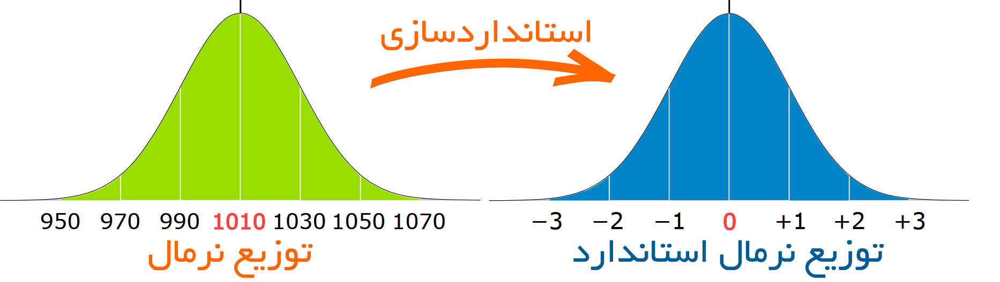 استانداردسازی
950 970 990 1010 1030 1050 1070
−3 −2 −1 0 +1 +2 +3
توزیع نرمال
توزیع نرمال استاندارد